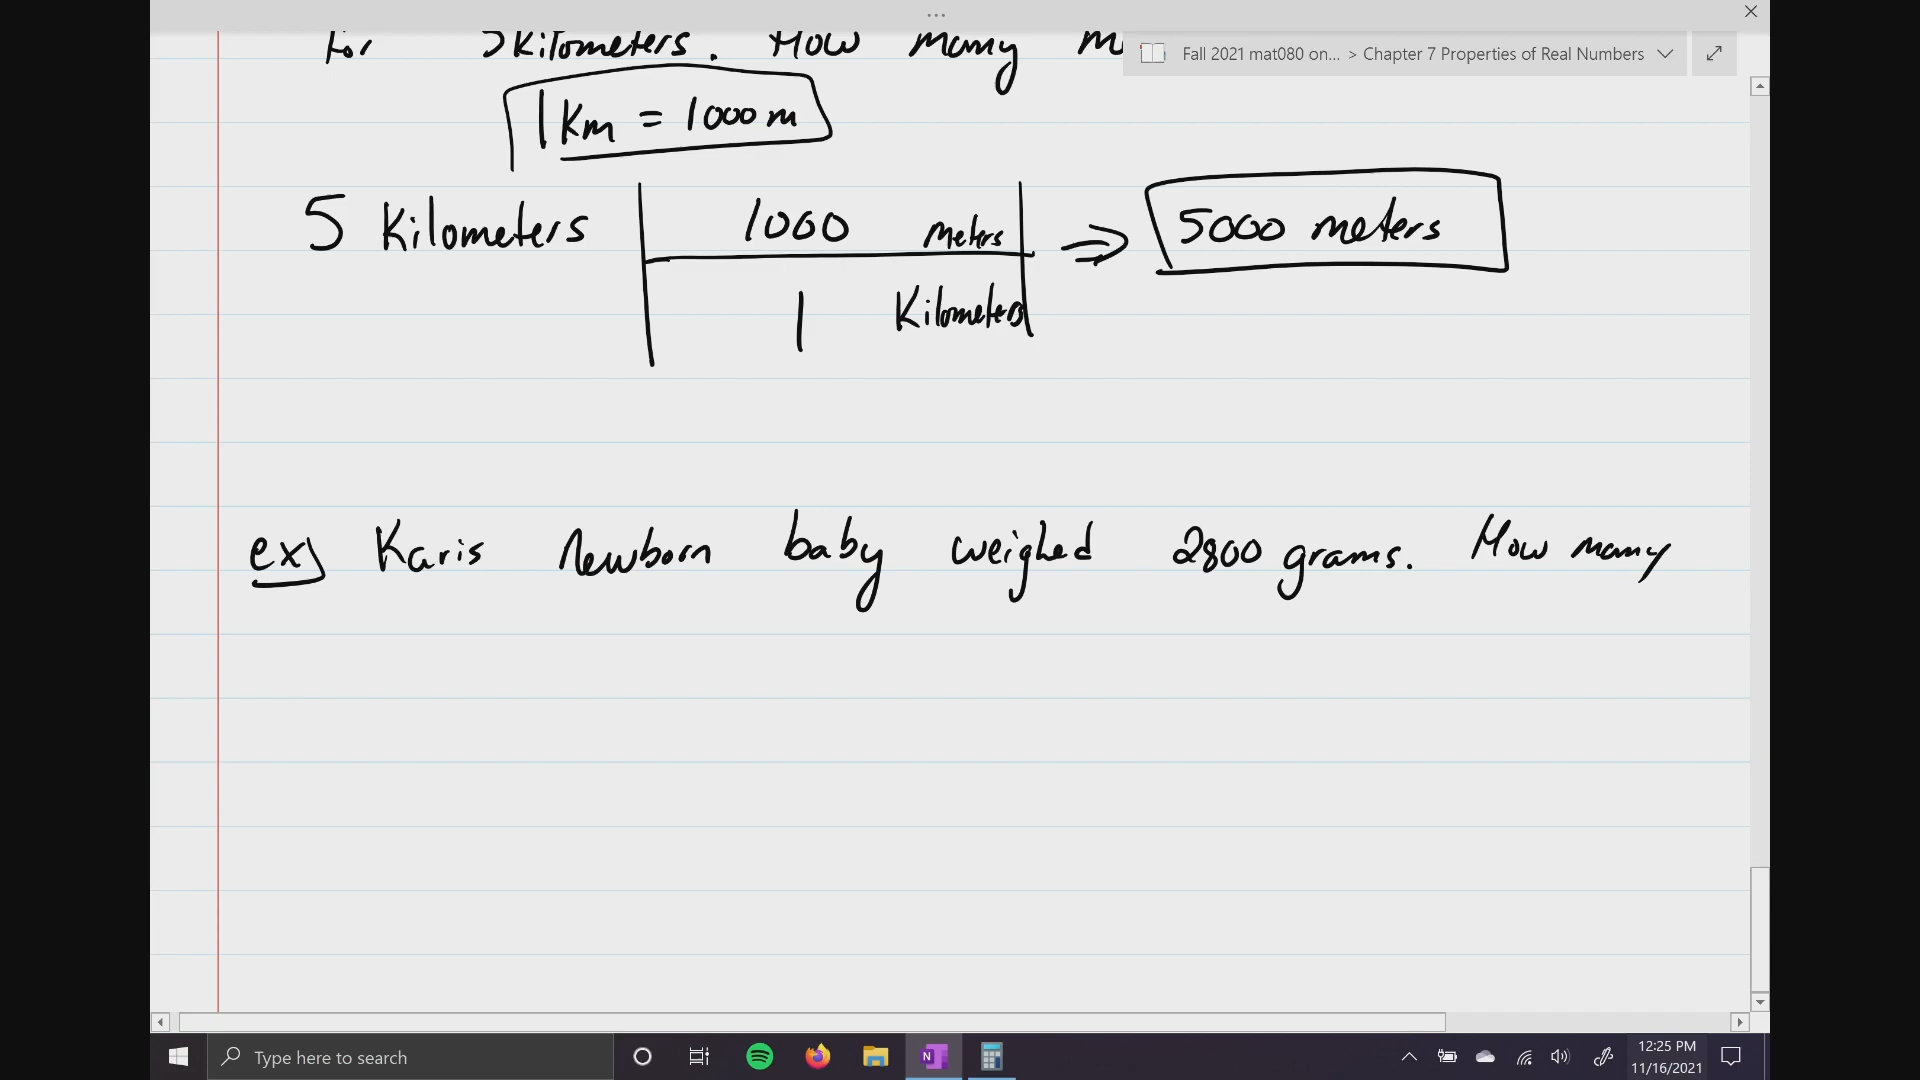 For 5 Kilometers. How many m
Fall 2021 mat080 on... > Chapter 7 Properties of Real Numbers
1 Km = 1000 m
5 Kilometers 1000 meters ⇒ 5000 meters
1 Kilometers
ex) Karis newborn baby weighed 2800 grams. How many
Type here to search
12:25 PM
11/16/2021